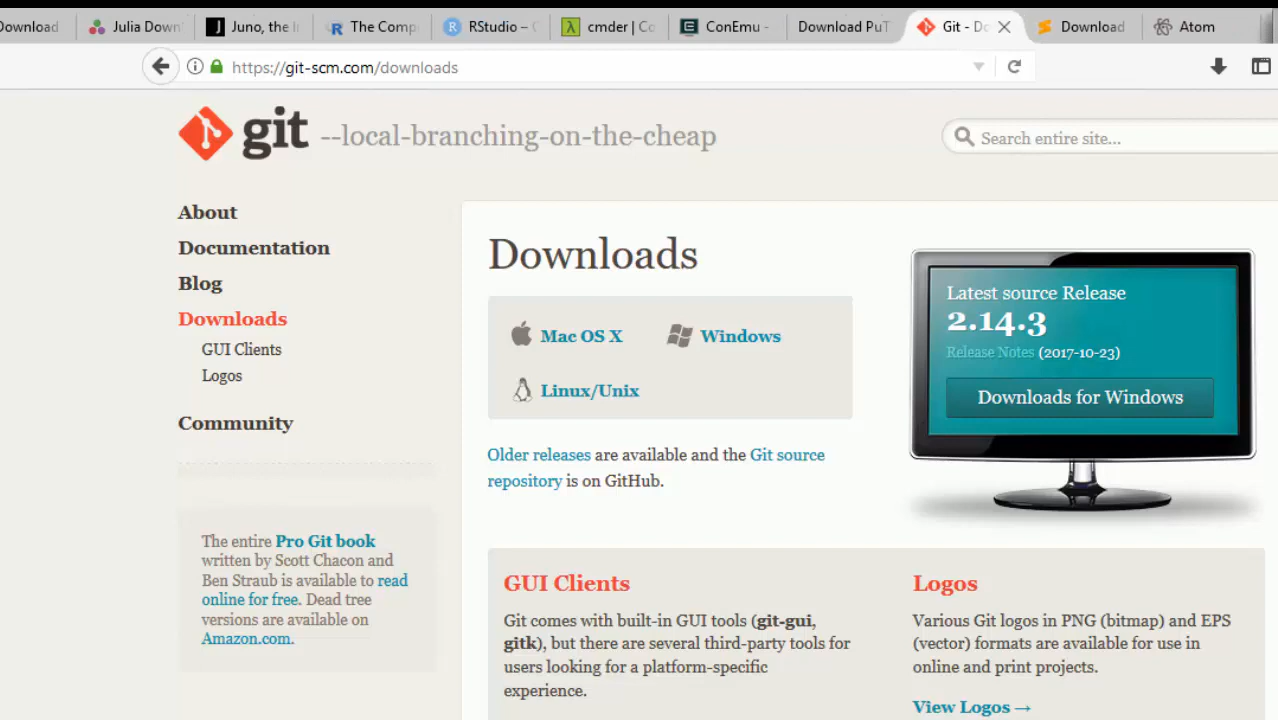 Download
Julia Down
Juno, the I
The Comp
RStudio –
cmder | Co
ConEmu -
Download PuT
Git - Do
Download
Atom
https://git-scm.com/downloads
git --local-branching-on-the-cheap
Search entire site...
About
Documentation
Blog
Downloads
GUI Clients
Logos
Community
The entire Pro Git book
written by Scott Chacon and
Ben Straub is available to read
online for free. Dead tree
versions are available on
Amazon.com.
Downloads
Mac OS X
Windows
Linux/Unix
Older releases are available and the Git source
repository is on GitHub.
Latest source Release
2.14.3
Release Notes (2017-10-23)
Downloads for Windows
GUI Clients
Git comes with built-in GUI tools (git-gui,
gitk), but there are several third-party tools for
users looking for a platform-specific
experience.
Logos
Various Git logos in PNG (bitmap) and EPS
(vector) formats are available for use in
online and print projects.
View Logos →